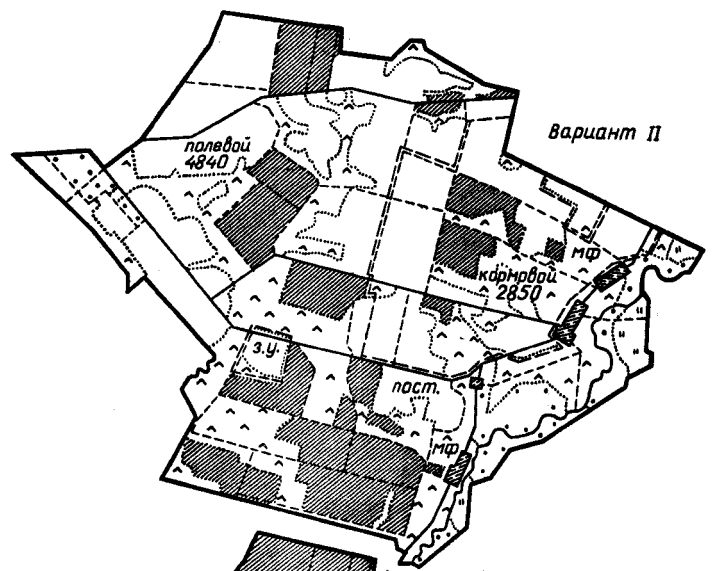 Вариант II
полевой
4840
МФ
кормовой
2850
з.у.
паст.
МФ